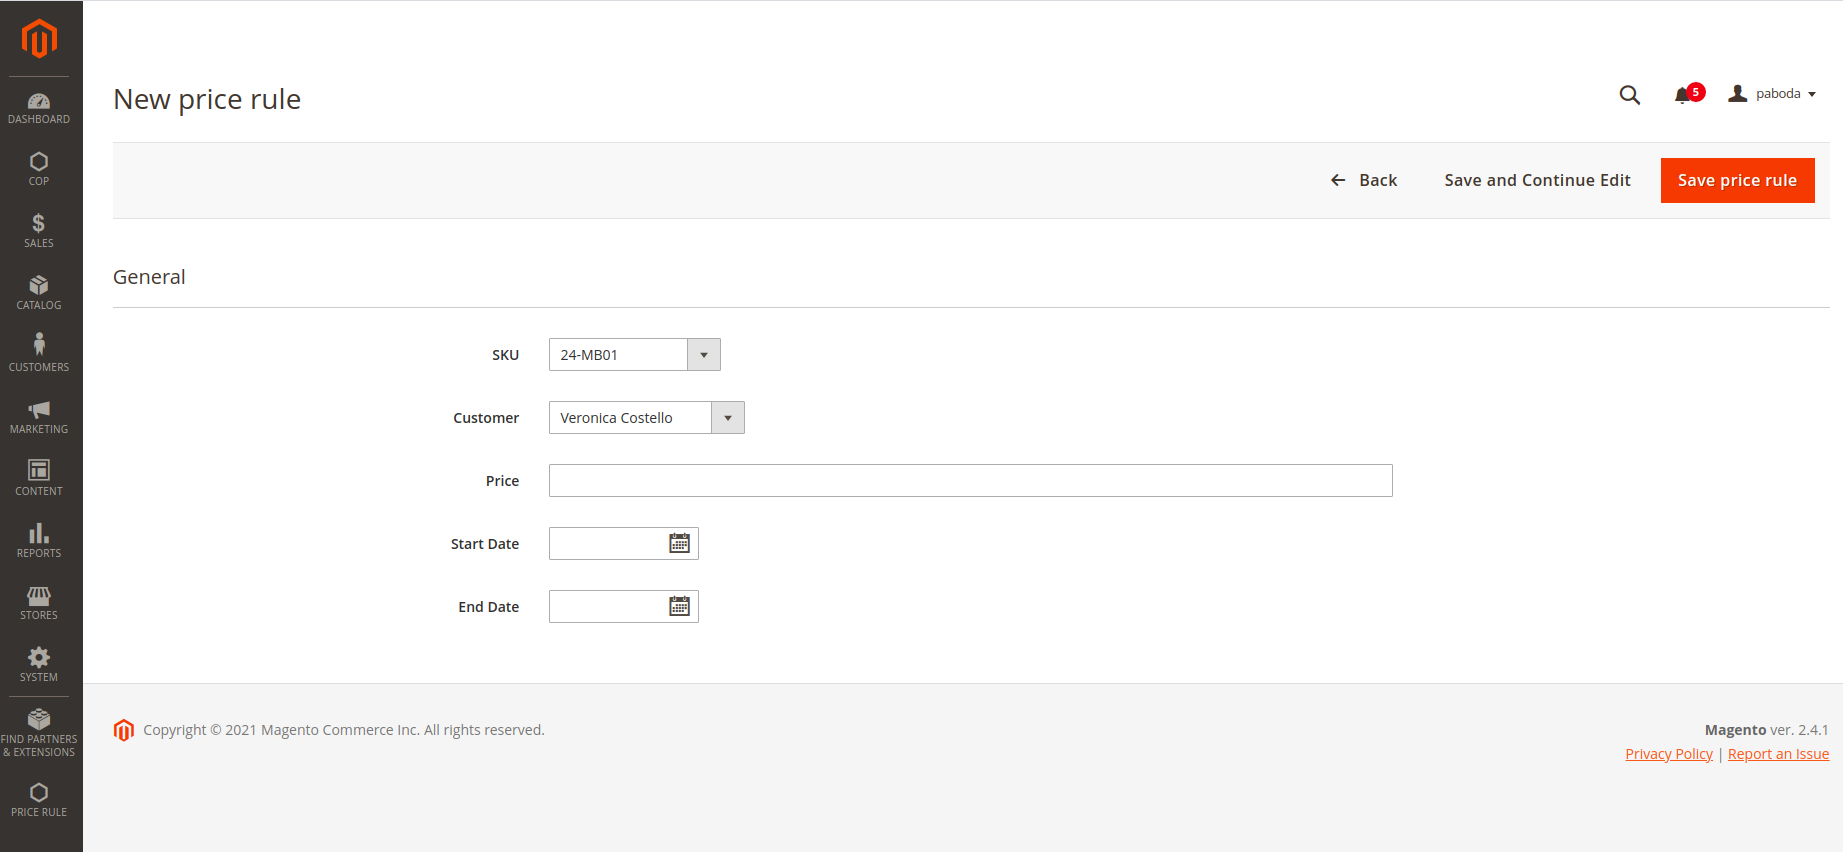 New price rule
5
paboda
Back
Save and Continue Edit
Save price rule
DASHBOARD
COP
SALES
CATALOG
CUSTOMERS
MARKETING
CONTENT
REPORTS
STORES
SYSTEM
FIND PARTNERS
& EXTENSIONS
PRICE RULE
General
SKU
24-MB01
Customer
Veronica Costello
Price
Start Date
End Date
Copyright © 2021 Magento Commerce Inc. All rights reserved.
Magento ver. 2.4.1
Privacy Policy | Report an Issue